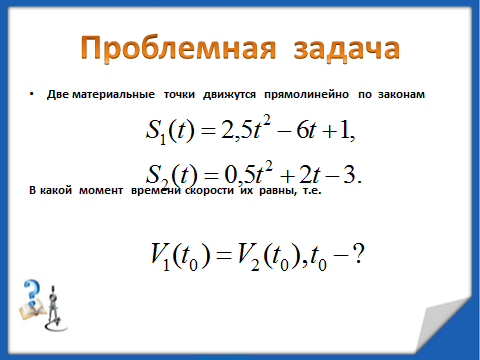 Проблемная задача
• Две материальные точки движутся прямолинейно по законам
S₁(t) = 2,5t² − 6t + 1,
S₂(t) = 0,5t² + 2t − 3.
В какой момент времени скорости их равны, т.е.
V₁(t₀) = V₂(t₀), t₀ − ?